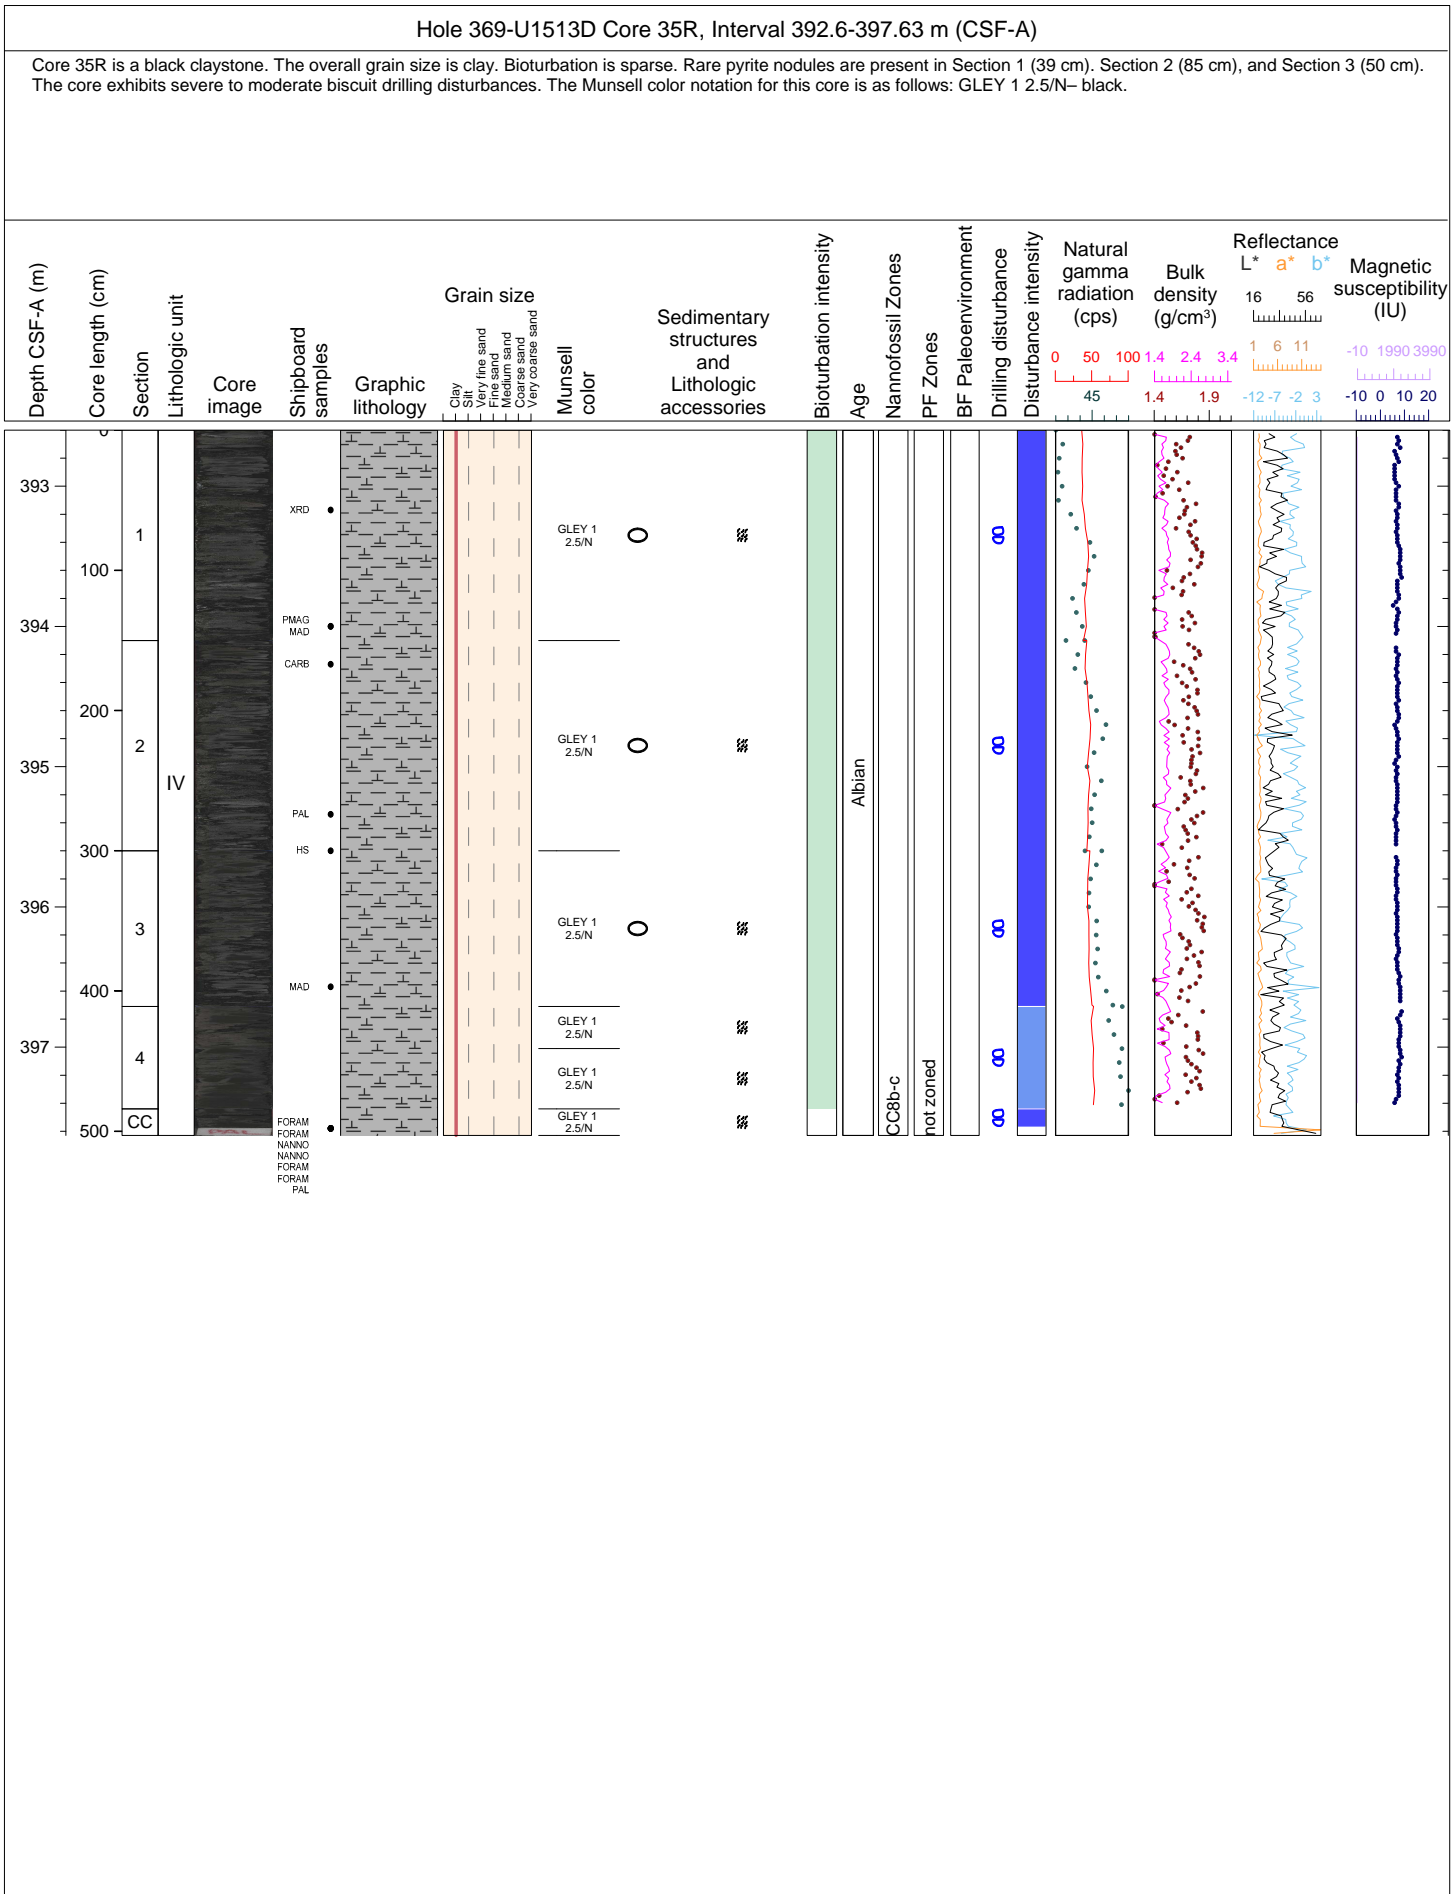 Hole 369-U1513D Core 35R, Interval 392.6-397.63 m (CSF-A)
Core 35R is a black claystone. The overall grain size is clay. Bioturbation is sparse. Rare pyrite nodules are present in Section 1 (39 cm). Section 2 (85 cm), and Section 3 (50 cm).
The core exhibits severe to moderate biscuit drilling disturbances. The Munsell color notation for this core is as follows: GLEY 1 2.5/N– black.
Depth CSF-A (m)
Core length (cm)
Section
Lithologic unit
Core
image
Shipboard
samples
Graphic
lithology
Grain size
Clay
Silt
Very fine sand
Fine sand
Medium sand
Coarse sand
Very coarse sand
Munsell
color
Sedimentary
structures
and
Lithologic
accessories
Bioturbation intensity
Age
Nannofossil Zones
PF Zones
BF Paleoenvironment
Drilling disturbance
Disturbance intensity
Natural
gamma
radiation
(cps)
0 50 100
45
Bulk
density
(g/cm³)
1.4 2.4 3.4
1.4 1.9
Reflectance
L* a* b*
16 56
1 6 11
-12 -7 -2 3
Magnetic
susceptibility
(IU)
-10 1990 3990
-10 0 10 20
0
393
XRD
1
GLEY 1
2.5/N
100
394
PMAG
MAD
CARB
200
2
GLEY 1
2.5/N
395
IV
Albian
PAL
300
HS
396
3
GLEY 1
2.5/N
400
MAD
GLEY 1
2.5/N
397
4
GLEY 1
2.5/N
CC
GLEY 1
2.5/N
CC8b-c
not zoned
500
FORAM
FORAM
NANNO
NANNO
FORAM
FORAM
PAL